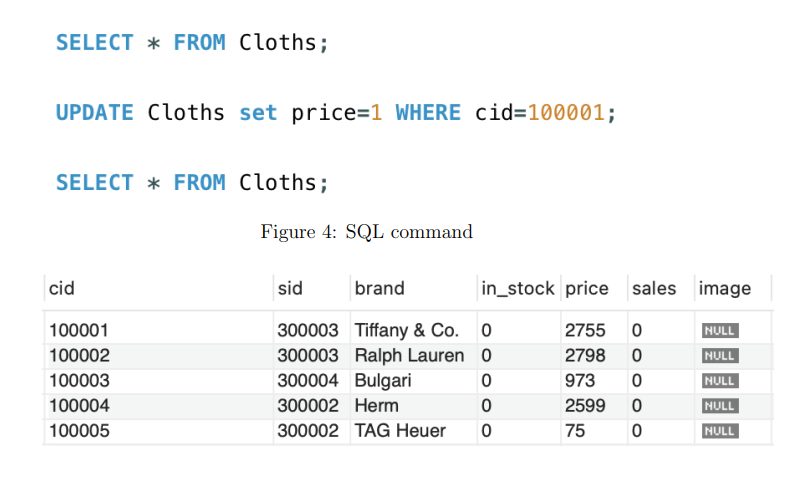 SELECT * FROM Cloths;
UPDATE Cloths set price=1 WHERE cid=100001;
SELECT * FROM Cloths;
Figure 4: SQL command
cid sid brand in_stock price sales image
100001 300003 Tiffany & Co. 0 2755 0 NULL
100002 300003 Ralph Lauren 0 2798 0 NULL
100003 300004 Bulgari 0 973 0 NULL
100004 300002 Herm 0 2599 0 NULL
100005 300002 TAG Heuer 0 75 0 NULL